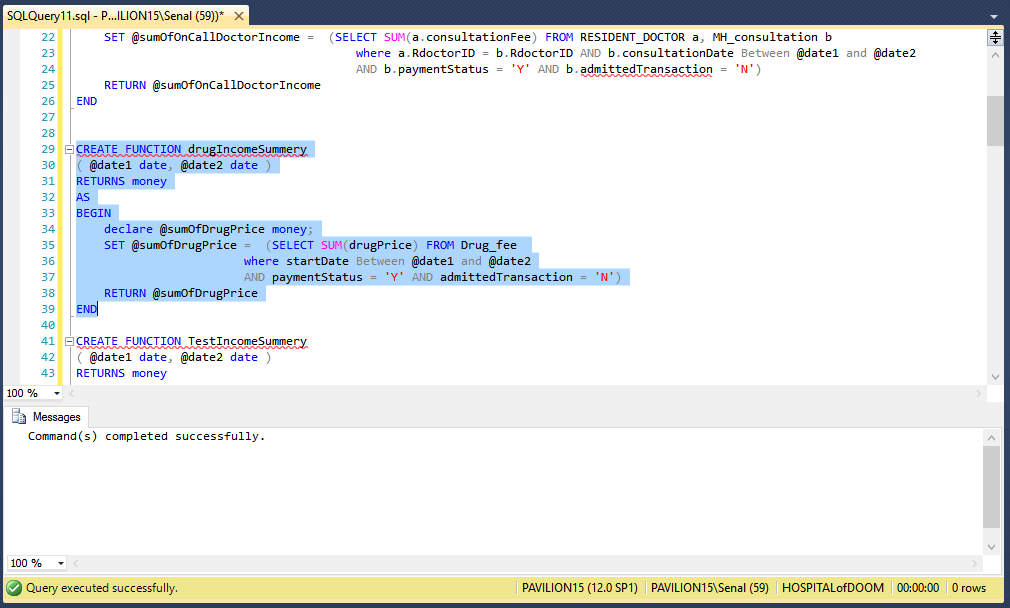 SQLQuery11.sql - P...ILION15\Senal (59))*
22 SET @sumOfOnCallDoctorIncome = (SELECT SUM(a.consultationFee) FROM RESIDENT_DOCTOR a, MH_consultation b
23 where a.RdoctorID = b.RdoctorID AND b.consultationDate Between @date1 and @date2
24 AND b.paymentStatus = 'Y' AND b.admittedTransaction = 'N')
25 RETURN @sumOfOnCallDoctorIncome
26 END
27
28
29 CREATE FUNCTION drugIncomeSummery
30 ( @date1 date, @date2 date )
31 RETURNS money
32 AS
33 BEGIN
34 declare @sumOfDrugPrice money;
35 SET @sumOfDrugPrice = (SELECT SUM(drugPrice) FROM Drug_fee
36 where startDate Between @date1 and @date2
37 AND paymentStatus = 'Y' AND admittedTransaction = 'N')
38 RETURN @sumOfDrugPrice
39 END
40
41 CREATE FUNCTION TestIncomeSummery
42 ( @date1 date, @date2 date )
43 RETURNS money
100 %
Messages
Command(s) completed successfully.
100 %
Query executed successfully. PAVILION15 (12.0 SP1) PAVILION15\Senal (59) HOSPITALofDOOM 00:00:00 0 rows